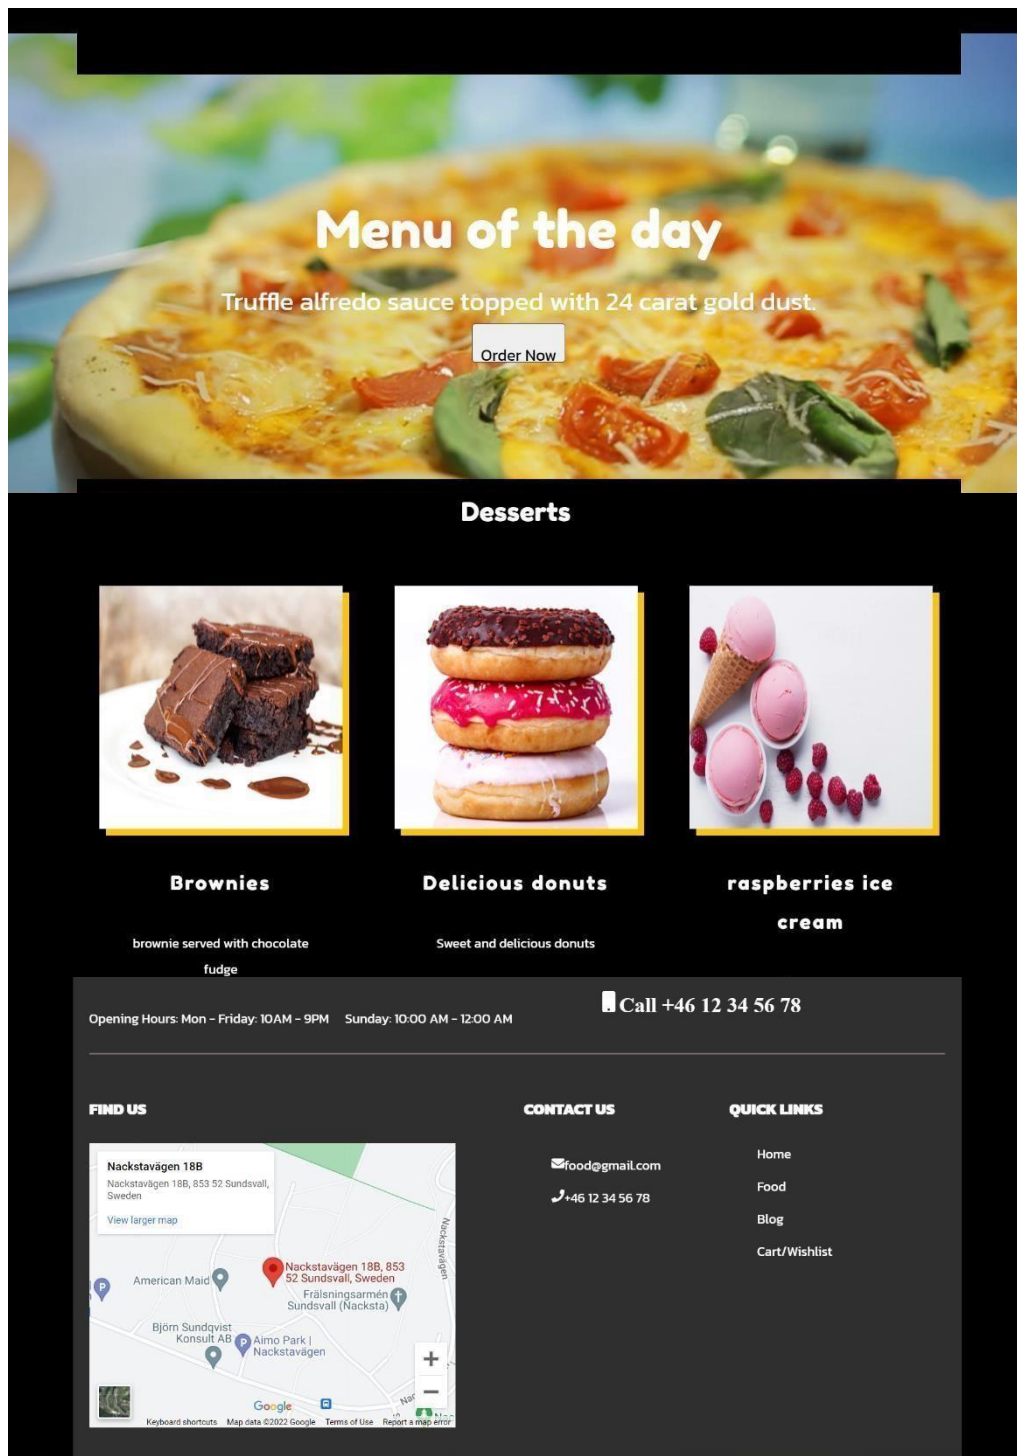 Menu of the day
Truffle alfredo sauce topped with 24 carat gold dust.
Order Now
Desserts
Brownies
brownie served with chocolate
fudge
Delicious donuts
Sweet and delicious donuts
raspberries ice
cream
Opening Hours: Mon - Friday: 10AM - 9PM Sunday: 10:00 AM - 12:00 AM
Call +46 12 34 56 78
FIND US
Nackstavägen 18B
Nackstavägen 18B, 853 52 Sundsvall,
Sweden
View larger map
Nackstavägen
Nackstavägen 18B, 853
52 Sundsvall, Sweden
American Maid
Frälsningsarmén
Sundsvall (Nacksta)
P
Björn Sundqvist
Konsult AB
P
Aimo Park |
Nackstavägen
+
−
Google
Keyboard shortcuts Map data ©2022 Google Terms of Use Report a map error
CONTACT US
food@gmail.com
+46 12 34 56 78
QUICK LINKS
Home
Food
Blog
Cart/Wishlist